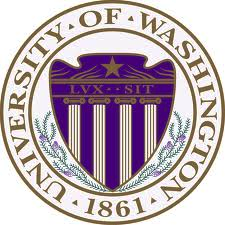 UNIVERSITY · OF · WASHINGTON
LVX · · SIT
· 1861 ·